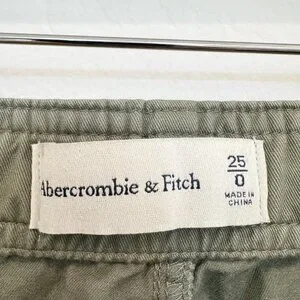 Abercrombie & Fitch
25
0
MADE IN
CHINA